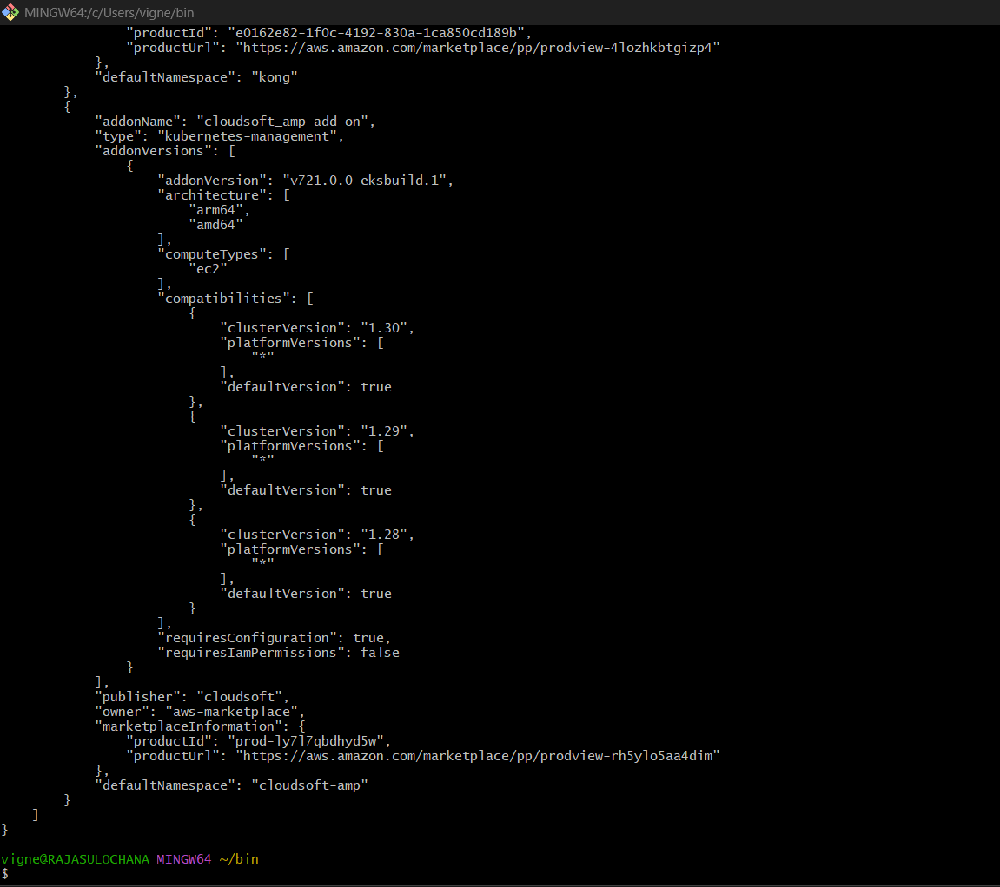 MINGW64:/c/Users/vigne/bin
"productId": "e0162e82-1f0c-4192-830a-1ca850cd189b",
"productUrl": "https://aws.amazon.com/marketplace/pp/prodview-4lozhkbtgizp4"
},
"defaultNamespace": "kong"
},
{
"addonName": "cloudsoft_amp-add-on",
"type": "kubernetes-management",
"addonVersions": [
{
"addonVersion": "v721.0.0-eksbuild.1",
"architecture": [
"arm64",
"amd64"
],
"computeTypes": [
"ec2"
],
"compatibilities": [
{
"clusterVersion": "1.30",
"platformVersions": [
"*"
],
"defaultVersion": true
},
{
"clusterVersion": "1.29",
"platformVersions": [
"*"
],
"defaultVersion": true
},
{
"clusterVersion": "1.28",
"platformVersions": [
"*"
],
"defaultVersion": true
}
],
"requiresConfiguration": true,
"requiresIamPermissions": false
}
],
"publisher": "cloudsoft",
"owner": "aws-marketplace",
"marketplaceInformation": {
"productId": "prod-ly7l7qbdhyd5w",
"productUrl": "https://aws.amazon.com/marketplace/pp/prodview-rh5ylo5aa4dim"
},
"defaultNamespace": "cloudsoft-amp"
}
]
}
vigne@RAJASULOCHANA MINGW64 ~/bin
$